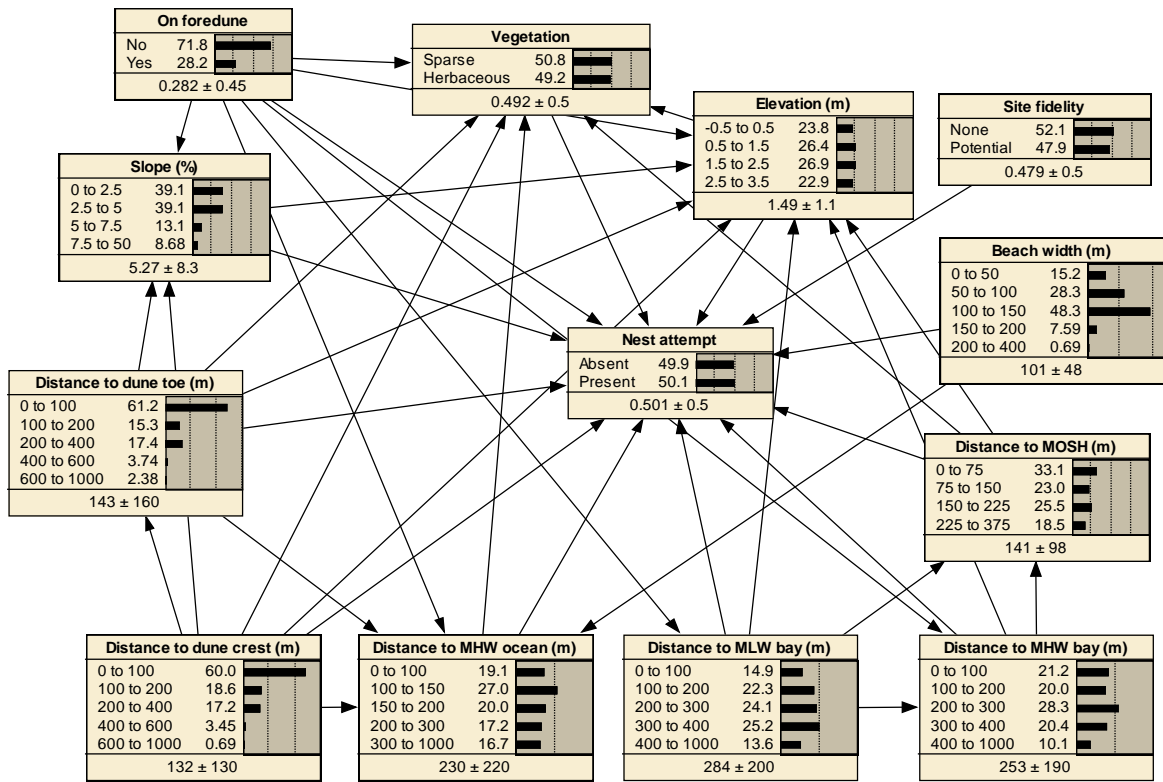 On foredune
No 71.8
Yes 28.2
0.282 ± 0.45
Vegetation
Sparse 50.8
Herbaceous 49.2
0.492 ± 0.5
Elevation (m)
-0.5 to 0.5 23.8
0.5 to 1.5 26.4
1.5 to 2.5 26.9
2.5 to 3.5 22.9
1.49 ± 1.1
Site fidelity
None 52.1
Potential 47.9
0.479 ± 0.5
Slope (%)
0 to 2.5 39.1
2.5 to 5 39.1
5 to 7.5 13.1
7.5 to 50 8.68
5.27 ± 8.3
Beach width (m)
0 to 50 15.2
50 to 100 28.3
100 to 150 48.3
150 to 200 7.59
200 to 400 0.69
101 ± 48
Nest attempt
Absent 49.9
Present 50.1
0.501 ± 0.5
Distance to dune toe (m)
0 to 100 61.2
100 to 200 15.3
200 to 400 17.4
400 to 600 3.74
600 to 1000 2.38
143 ± 160
Distance to MOSH (m)
0 to 75 33.1
75 to 150 23.0
150 to 225 25.5
225 to 375 18.5
141 ± 98
Distance to dune crest (m)
0 to 100 60.0
100 to 200 18.6
200 to 400 17.2
400 to 600 3.45
600 to 1000 0.69
132 ± 130
Distance to MHW ocean (m)
0 to 100 19.1
100 to 150 27.0
150 to 200 20.0
200 to 300 17.2
300 to 1000 16.7
230 ± 220
Distance to MLW bay (m)
0 to 100 14.9
100 to 200 22.3
200 to 300 24.1
300 to 400 25.2
400 to 1000 13.6
284 ± 200
Distance to MHW bay (m)
0 to 100 21.2
100 to 200 20.0
200 to 300 28.3
300 to 400 20.4
400 to 1000 10.1
253 ± 190